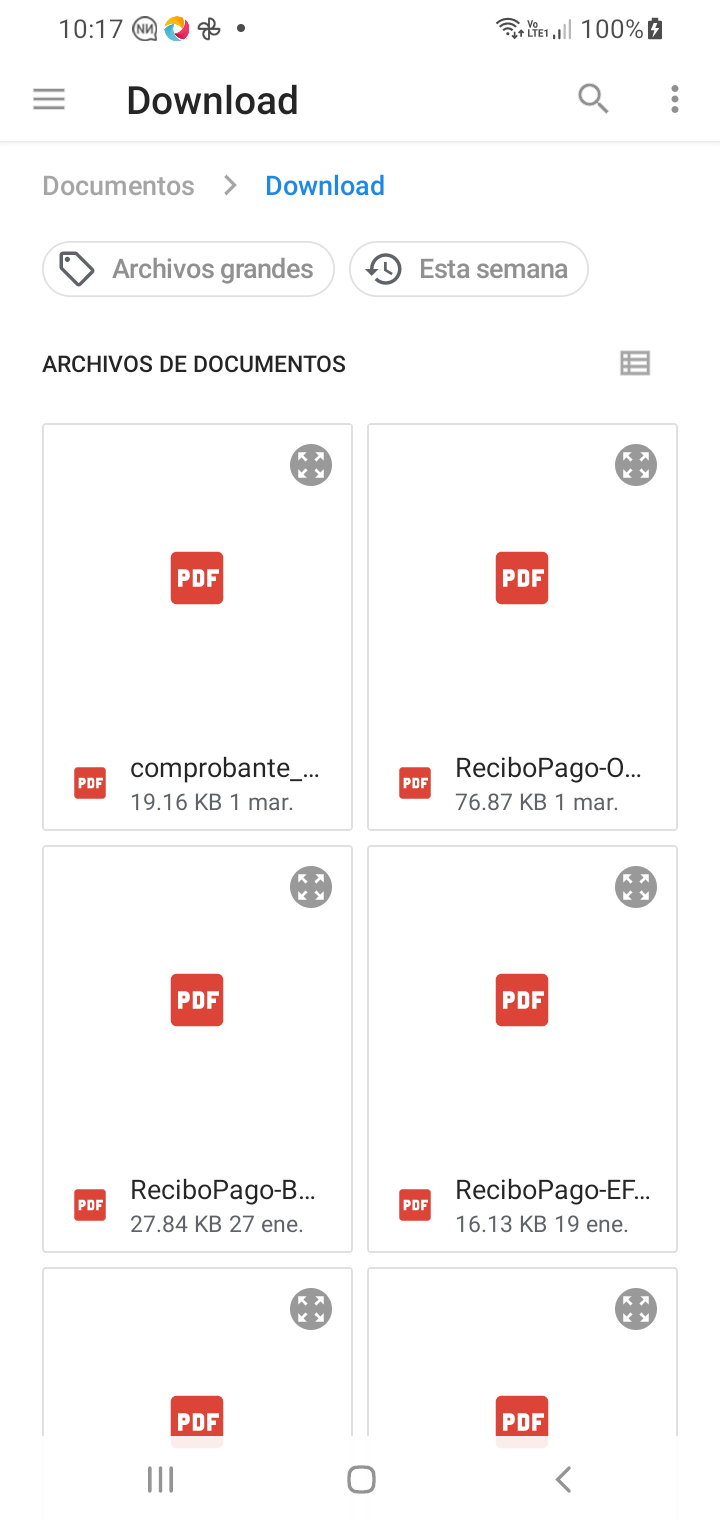 10:17 Vo LTE1 100%
Download
Documentos > Download
Archivos grandes Esta semana
ARCHIVOS DE DOCUMENTOS
PDF PDF
PDF comprobante_... PDF ReciboPago-O...
19.16 KB 1 mar. 76.87 KB 1 mar.
PDF PDF
PDF ReciboPago-B... PDF ReciboPago-EF...
27.84 KB 27 ene. 16.13 KB 19 ene.
PDF PDF